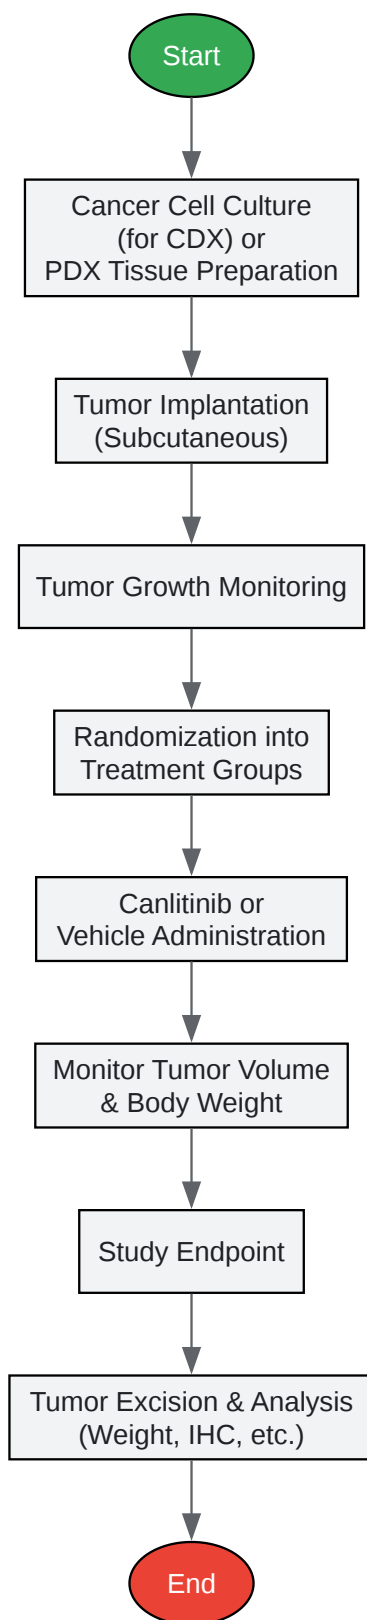 Start
Cancer Cell Culture
(for CDX) or
PDX Tissue Preparation
Tumor Implantation
(Subcutaneous)
Tumor Growth Monitoring
Randomization into
Treatment Groups
Canlitinib or
Vehicle Administration
Monitor Tumor Volume
& Body Weight
Study Endpoint
Tumor Excision & Analysis
(Weight, IHC, etc.)
End